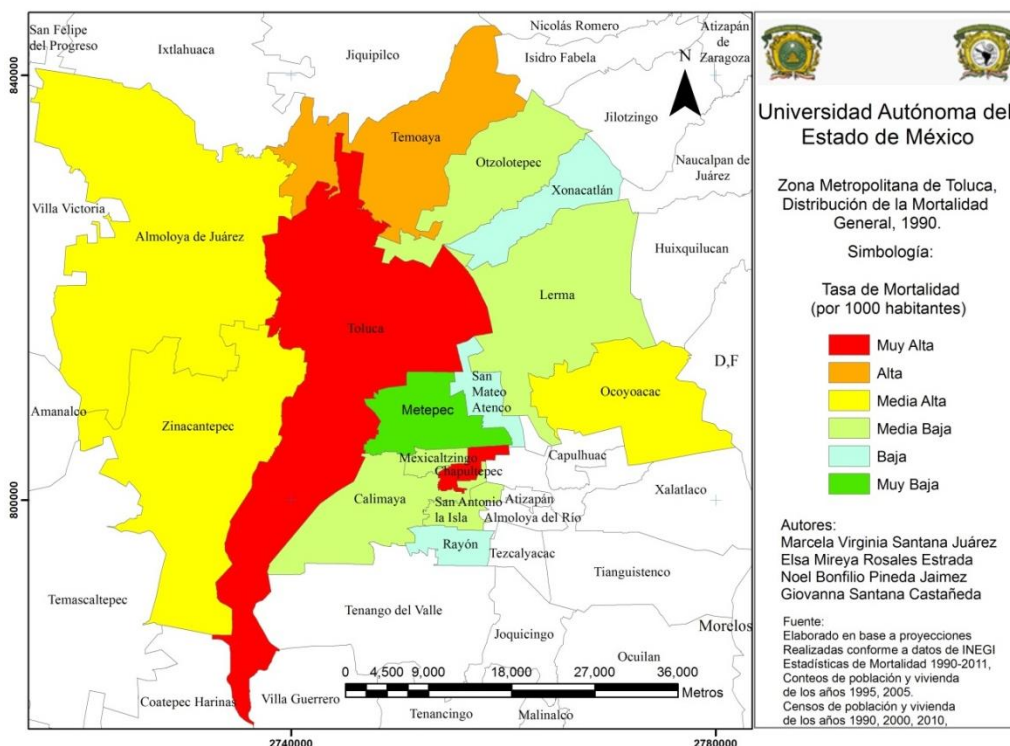 San Felipe
del Progreso
Ixtlahuaca
Jiquipilco
Nicolás Romero
Isidro Fabela
Atizapán
de
Zaragoza
N
840000
Temoaya
Jilotzingo
Otzolotepec
Naucalpan de
Juárez
Xonacatlán
Villa Victoria
Almoloya de Juárez
Huixquilucan
Lerma
Toluca
D,F
San
Mateo
Atenco
Ocoyoacac
Amanalco
Metepec
Zinacantepec
Mexicaltzingo
Capulhuac
Chapultepec
800000
Calimaya
San Antonio
la Isla
Atizapán
Almoloya del Río
Xalatlaco
Rayón
Tezcalyacac
Tianguistenco
Temascaltepec
Tenango del Valle
Joquicingo
Morelos
Ocuilan
0 4,500 9,000 18,000 27,000 36,000
Metros
Coatepec Harinas
Villa Guerrero
Tenancingo
Malinalco
2740000
2780000
Universidad Autónoma del
Estado de México
Zona Metropolitana de Toluca,
Distribución de la Mortalidad
General, 1990.
Simbología:
Tasa de Mortalidad
(por 1000 habitantes)
Muy Alta
Alta
Media Alta
Media Baja
Baja
Muy Baja
Autores:
Marcela Virginia Santana Juárez
Elsa Mireya Rosales Estrada
Noel Bonfilio Pineda Jaimez
Giovanna Santana Castañeda
Fuente:
Elaborado en base a proyecciones
Realizadas conforme a datos de INEGI
Estadísticas de Mortalidad 1990-2011,
Conteos de población y vivienda
de los años 1995, 2005.
Censos de población y vivienda
de los años 1990, 2000, 2010,